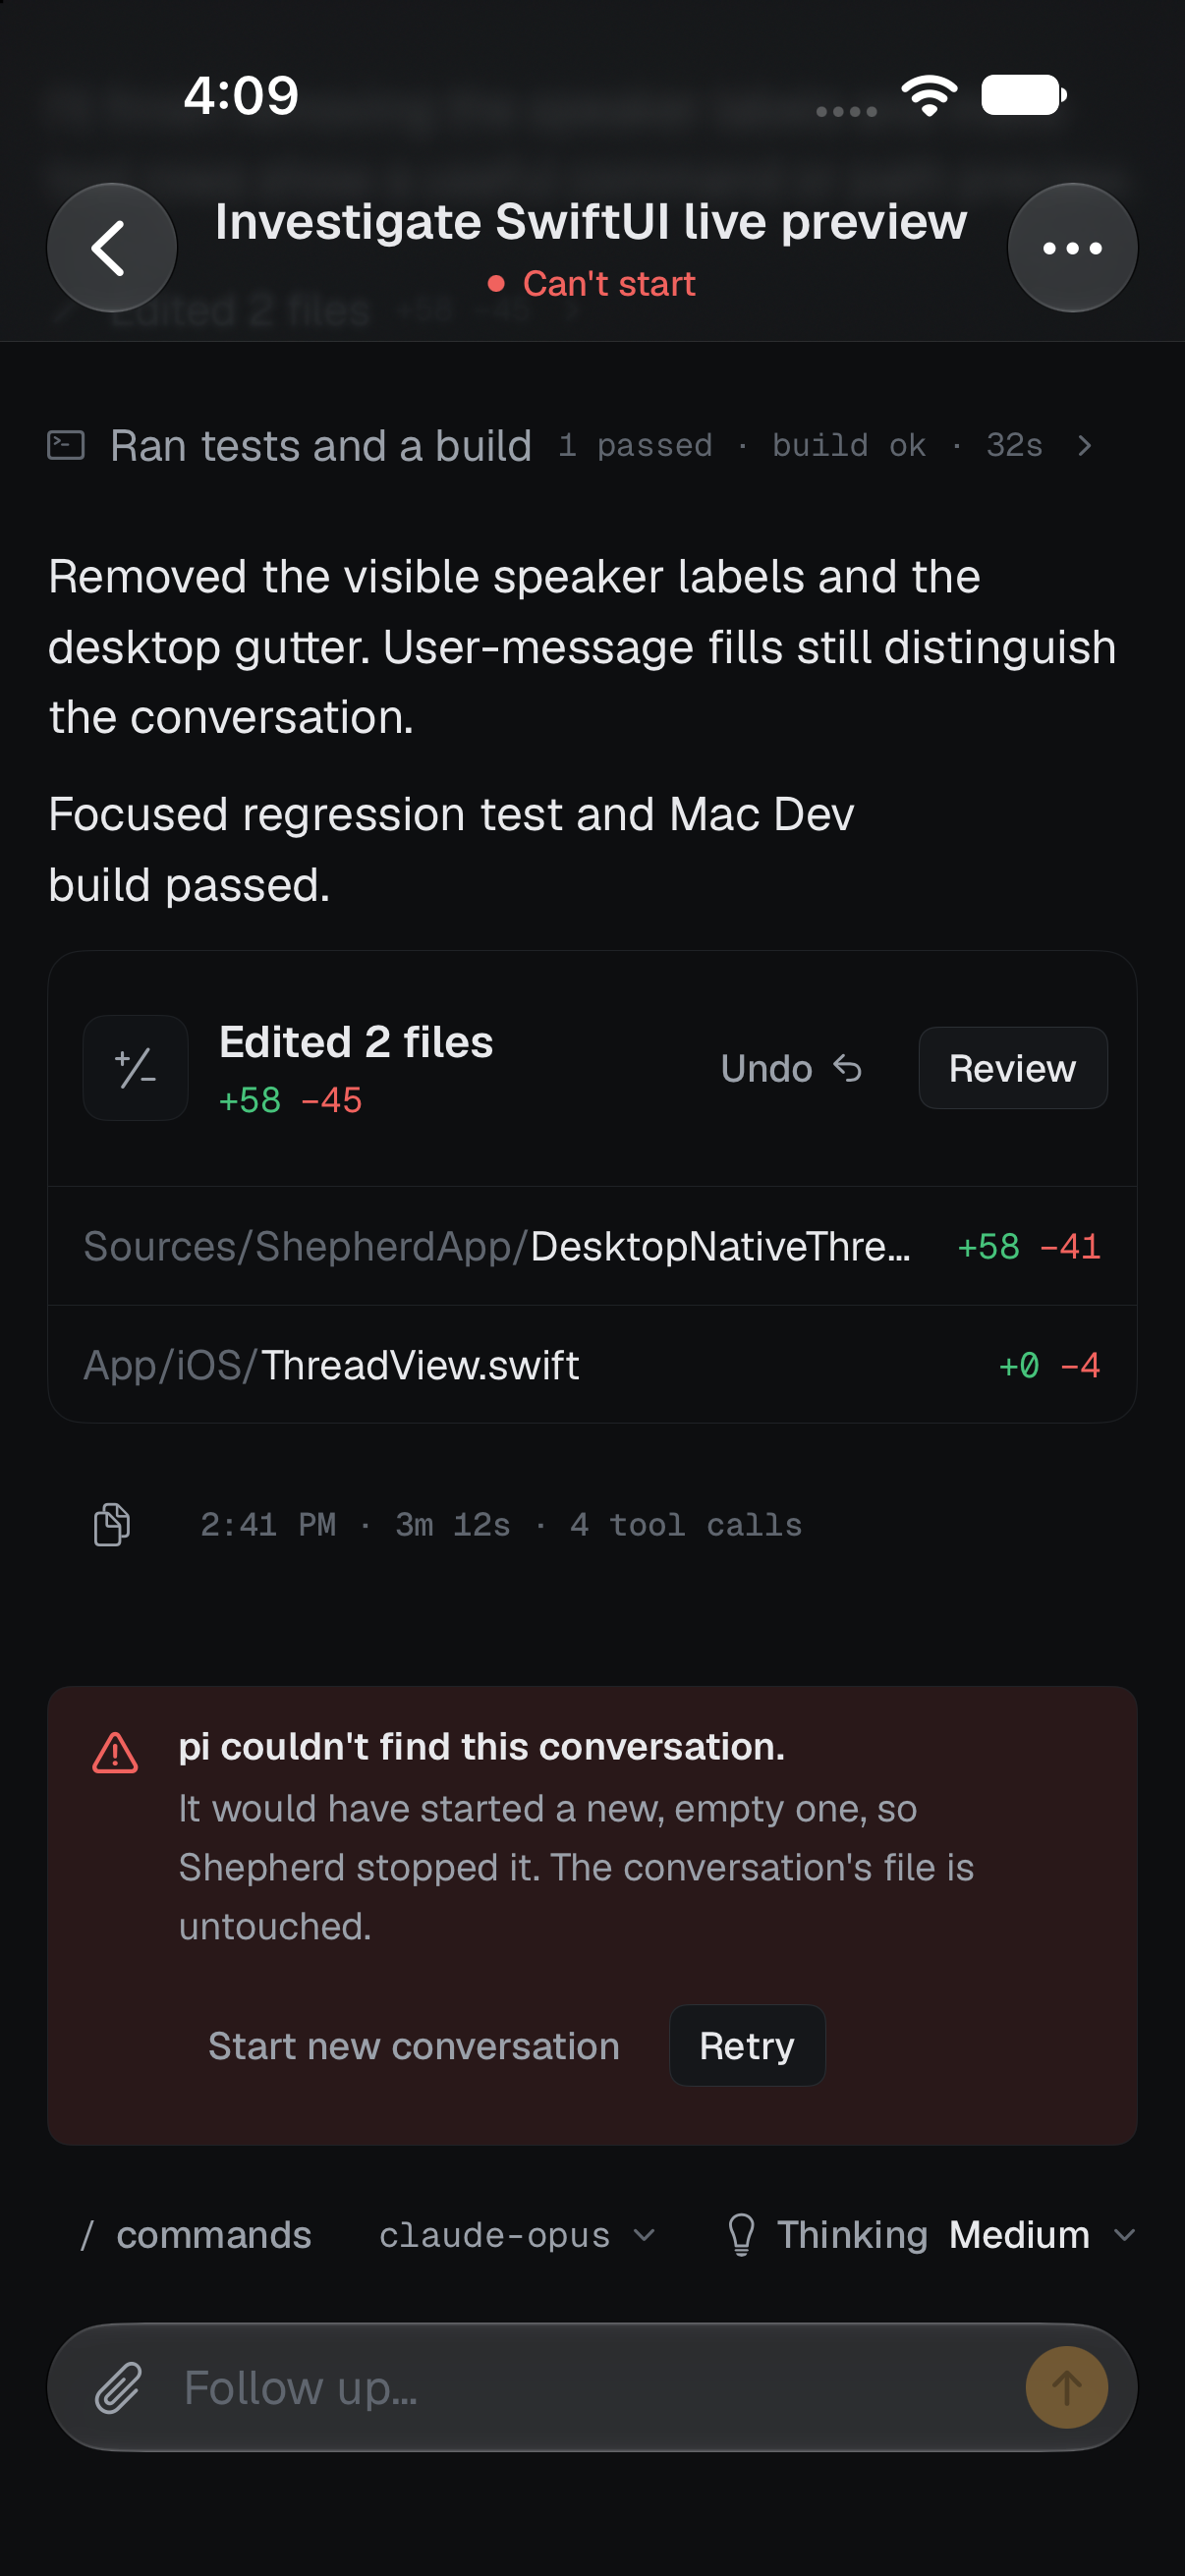 4:09
Investigate SwiftUI live preview
Can't start
Edited 2 files +58 −45
Ran tests and a build 1 passed · build ok · 32s
Removed the visible speaker labels and the
desktop gutter. User-message fills still distinguish
the conversation.
Focused regression test and Mac Dev
build passed.
Edited 2 files
+58 −45
Undo
Review
Sources/ShepherdApp/DesktopNativeThre... +58 −41
App/iOS/ThreadView.swift +0 −4
2:41 PM · 3m 12s · 4 tool calls
pi couldn't find this conversation.
It would have started a new, empty one, so
Shepherd stopped it. The conversation's file is
untouched.
Start new conversation Retry
/ commands claude-opus Thinking Medium
Follow up...